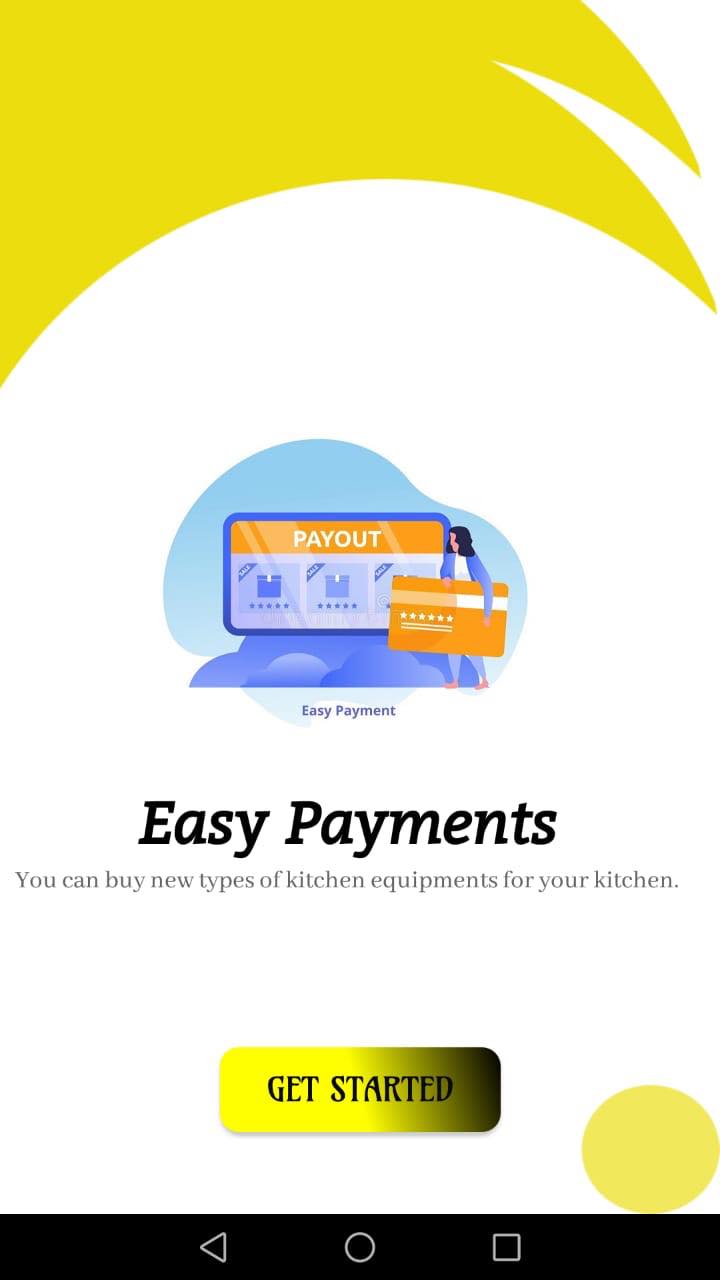 PAYOUT
SALE SALE SALE
Easy Payment
Easy Payments
You can buy new types of kitchen equipments for your kitchen.
GET STARTED